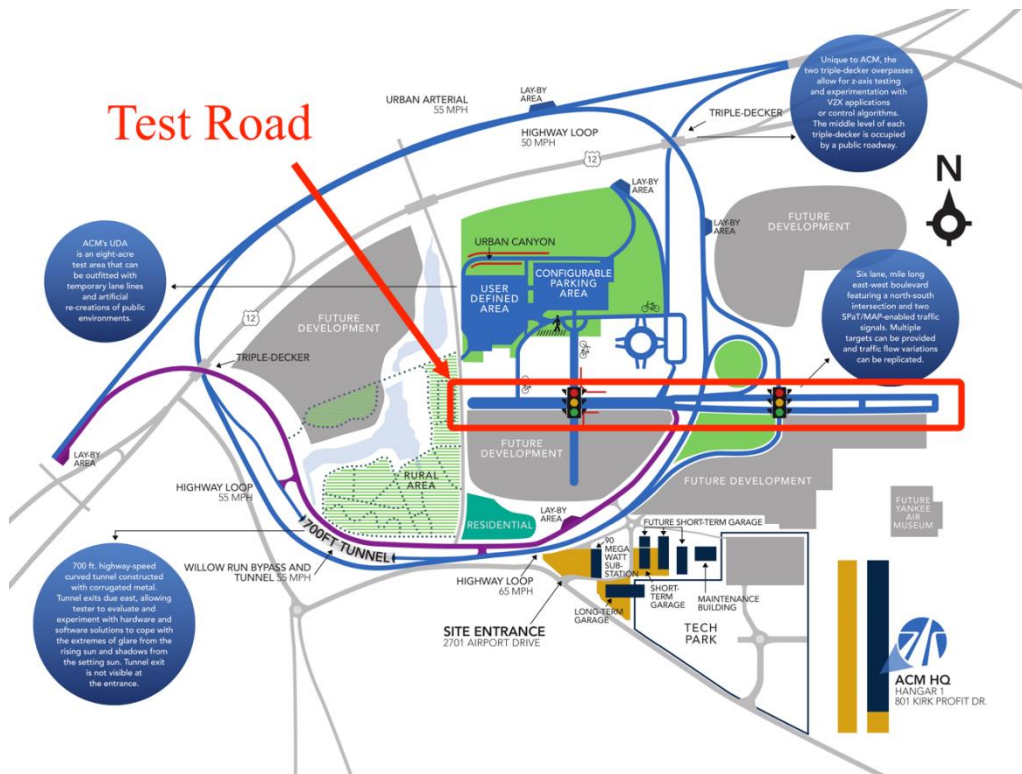 Unique to ACM, the
two triple-decker overpasses
allow for z-axis testing
and experimentation with
V2X applications
or control algorithms.
The middle level of each
triple-decker is occupied
by a public roadway.
LAY-BY
AREA
URBAN ARTERIAL
55 MPH
Test Road
TRIPLE-DECKER
HIGHWAY LOOP
50 MPH
12
N
LAY-BY
AREA
LAY-BY
AREA
FUTURE
DEVELOPMENT
ACM's UDA
is an eight-acre
test area that can
be outfitted with
temporary lane lines
and artificial
re-creations of public
environments.
URBAN CANYON
CONFIGURABLE
PARKING
AREA
USER
DEFINED
AREA
Six lane, mile long
east-west boulevard
featuring a north-south
intersection and two
SPaT/MAP-enabled traffic
signals. Multiple
targets can be provided
and traffic flow variations
can be replicated.
12
FUTURE
DEVELOPMENT
TRIPLE-DECKER
LAY-BY
AREA
FUTURE
DEVELOPMENT
RURAL
AREA
FUTURE DEVELOPMENT
HIGHWAY LOOP
55 MPH
FUTURE
YANKEE
AIR
MUSEUM
LAY-BY
AREA
RESIDENTIAL
700FT TUNNEL
FUTURE SHORT-TERM GARAGE
90
MEGA
WATT
SUB-
STATION
WILLOW RUN BYPASS AND
TUNNEL 55 MPH
HIGHWAY LOOP
65 MPH
SHORT-
TERM
GARAGE
MAINTENANCE
BUILDING
LONG-TERM
GARAGE
TECH
PARK
SITE ENTRANCE
2701 AIRPORT DRIVE
700 ft. highway-speed
curved tunnel constructed
with corrugated metal.
Tunnel exits due east, allowing
tester to evaluate and
experiment with hardware and
software solutions to cope with
the extremes of glare from the
rising sun and shadows from
the setting sun. Tunnel exit
is not visible at
the entrance.
ACM HQ
HANGAR 1
801 KIRK PROFIT DR.